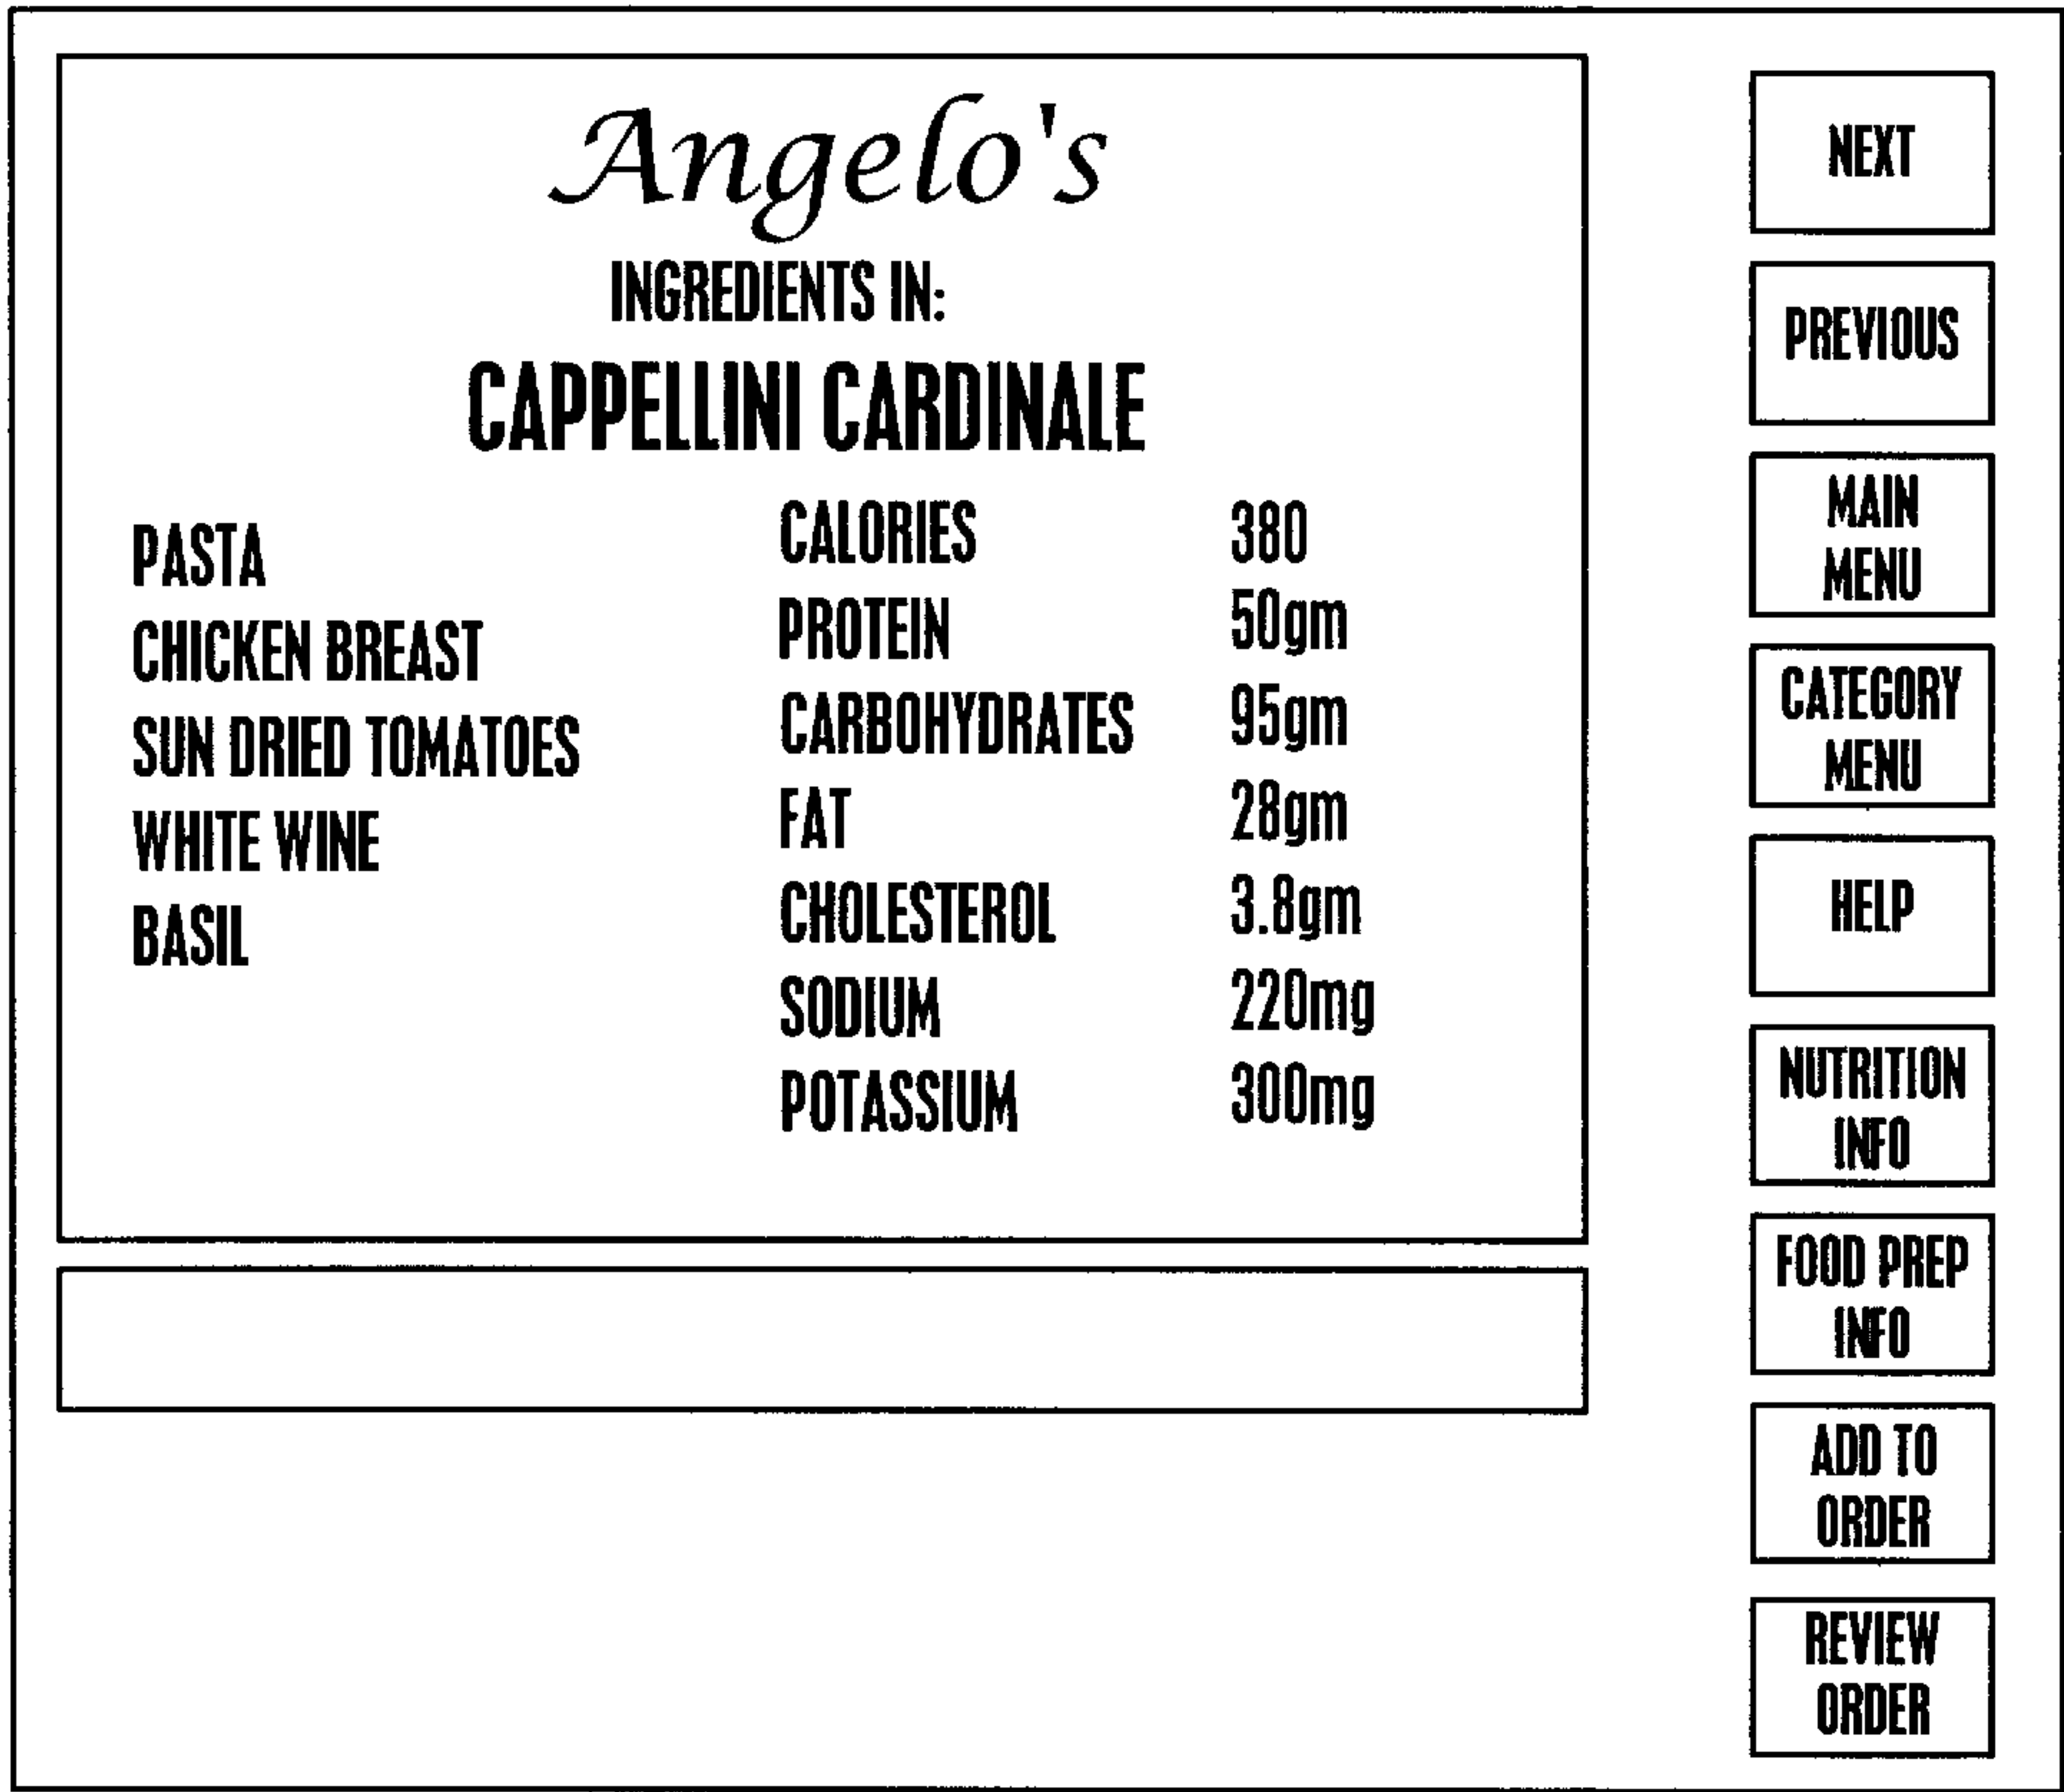 Angelo's
INGREDIENTS IN:
CAPPELLINI CARDINALE
PASTA
CHICKEN BREAST
SUN DRIED TOMATOES
WHITE WINE
BASIL
CALORIES 380
PROTEIN 50gm
CARBOHYDRATES 95gm
FAT 28gm
CHOLESTEROL 3.8gm
SODIUM 220mg
POTASSIUM 300mg
NEXT
PREVIOUS
MAIN
MENU
CATEGORY
MENU
HELP
NUTRITION
INFO
FOOD PREP
INFO
ADD TO
ORDER
REVIEW
ORDER